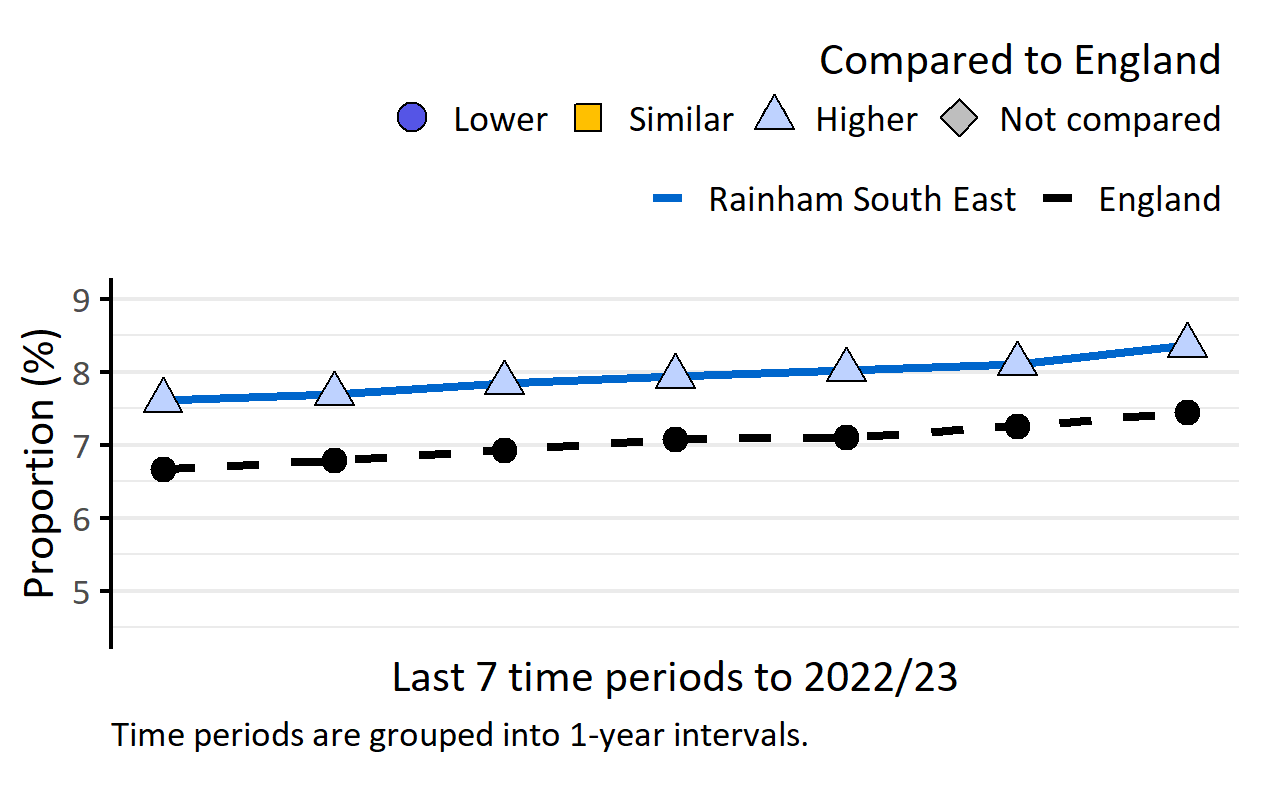 Compared to England
Lower Similar Higher Not compared
Rainham South East England
9
8
7
6
5
Proportion (%)
Last 7 time periods to 2022/23
Time periods are grouped into 1-year intervals.